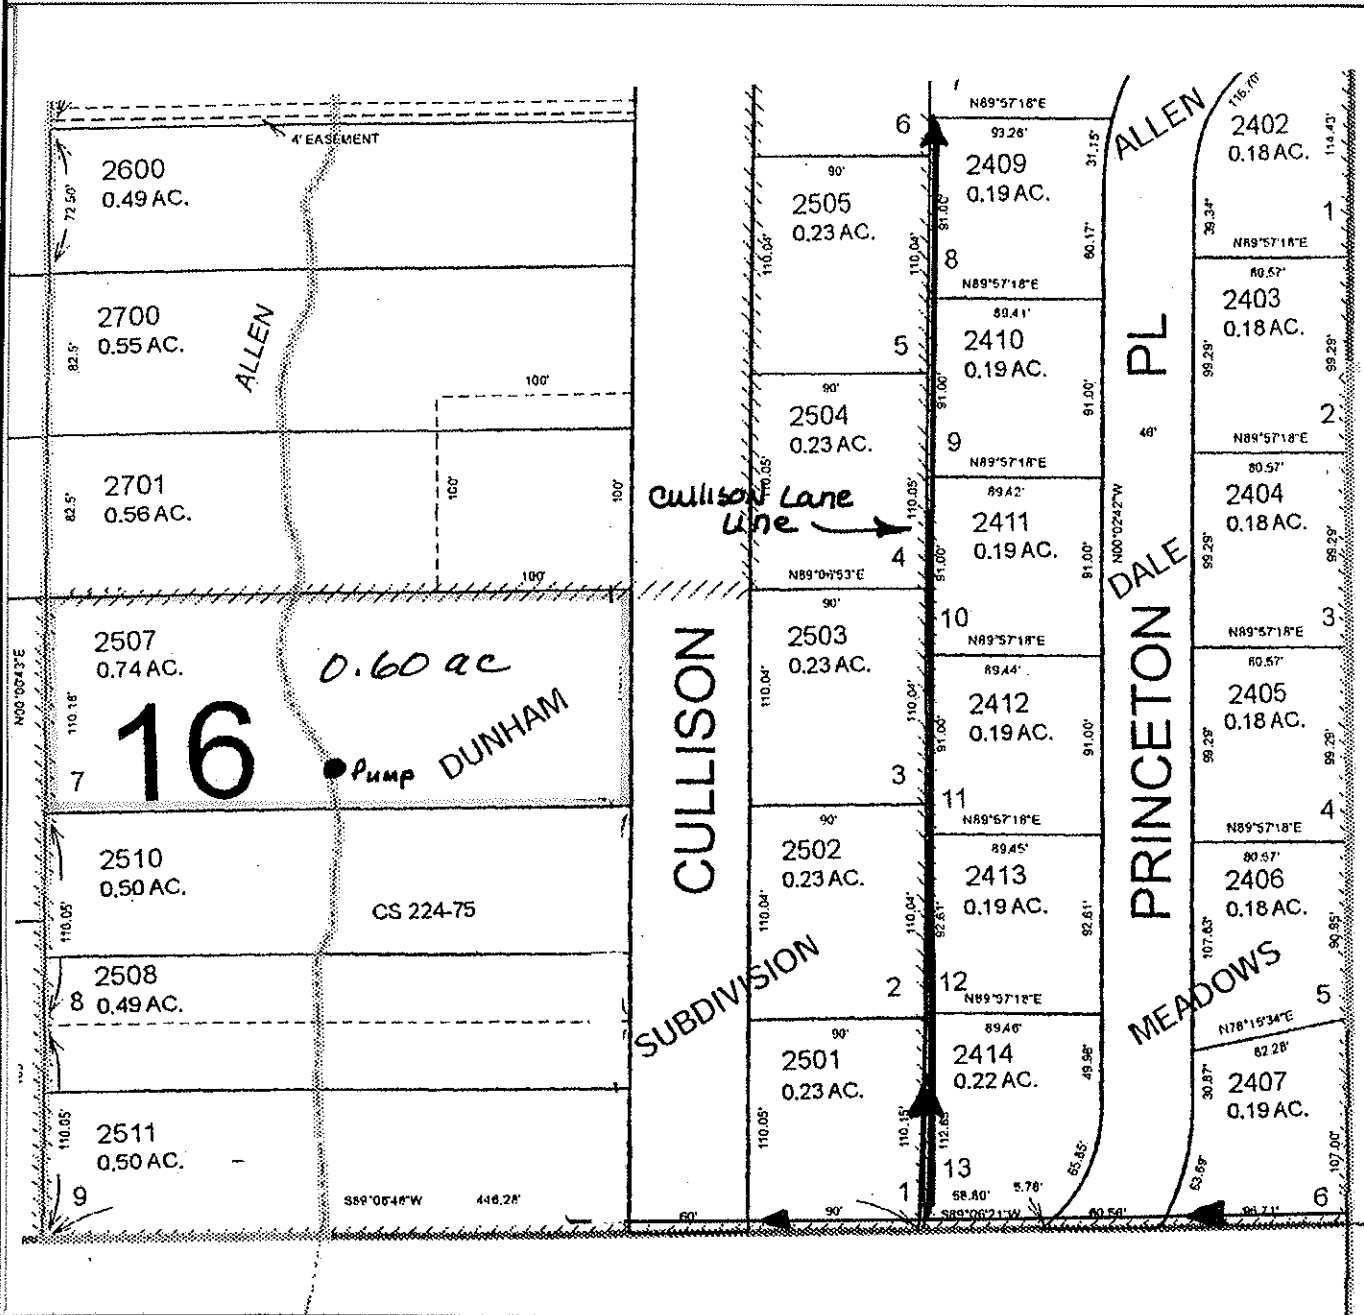 4' EASEMENT
2600
0.49 AC.
72.50'
2700
0.55 AC.
82.5'
ALLEN
100'
2701
0.56 AC.
82.5'
100'
100'
100'
N00°00'43"E
2507
0.74 AC.
0.60 ac
110.18'
16
7
Pump
DUNHAM
2510
0.50 AC.
110.05'
CS 224-75
2508
8
0.49 AC.
2511
0.50 AC.
110.05'
9
S89°06'48"W
446.28'
CULLISON
60'
SUBDIVISION
6
90'
2505
0.23 AC.
110.04'
110.04'
5
90'
2504
0.23 AC.
110.05'
110.05'
Cullison Lane
Line
4
90'
2503
0.23 AC.
110.04'
110.04'
3
90'
2502
0.23 AC.
110.04'
110.04'
2
90'
2501
0.23 AC.
110.05'
110.15'
1
90'
N89°57'18"E
93.26'
2409
0.19 AC.
31.15'
91.00'
60.17'
8
N89°57'18"E
89.41'
2410
0.19 AC.
91.00'
91.00'
9
N89°57'18"E
89.42'
2411
0.19 AC.
91.00'
91.00'
10
N89°57'18"E
89.44'
2412
0.19 AC.
91.00'
91.00'
11
N89°57'18"E
89.45'
2413
0.19 AC.
92.61'
92.61'
12
N89°57'18"E
89.46'
2414
0.22 AC.
49.98'
65.85'
13
58.80'
5.78'
S89°06'21"W
60.56'
ALLEN
PRINCETON PL
46'
N00°02'42"W
DALE
MEADOWS
116.70'
2402
0.18 AC.
114.43'
39.34'
1
N89°57'18"E
80.57'
2403
0.18 AC.
99.29'
99.29'
2
N89°57'18"E
80.57'
2404
0.18 AC.
99.29'
99.29'
3
N89°57'18"E
80.57'
2405
0.18 AC.
99.29'
99.29'
4
N89°57'18"E
80.57'
2406
0.18 AC.
107.63'
90.95'
5
N78°15'34"E
82.28'
2407
0.19 AC.
30.87'
53.69'
107.00'
6